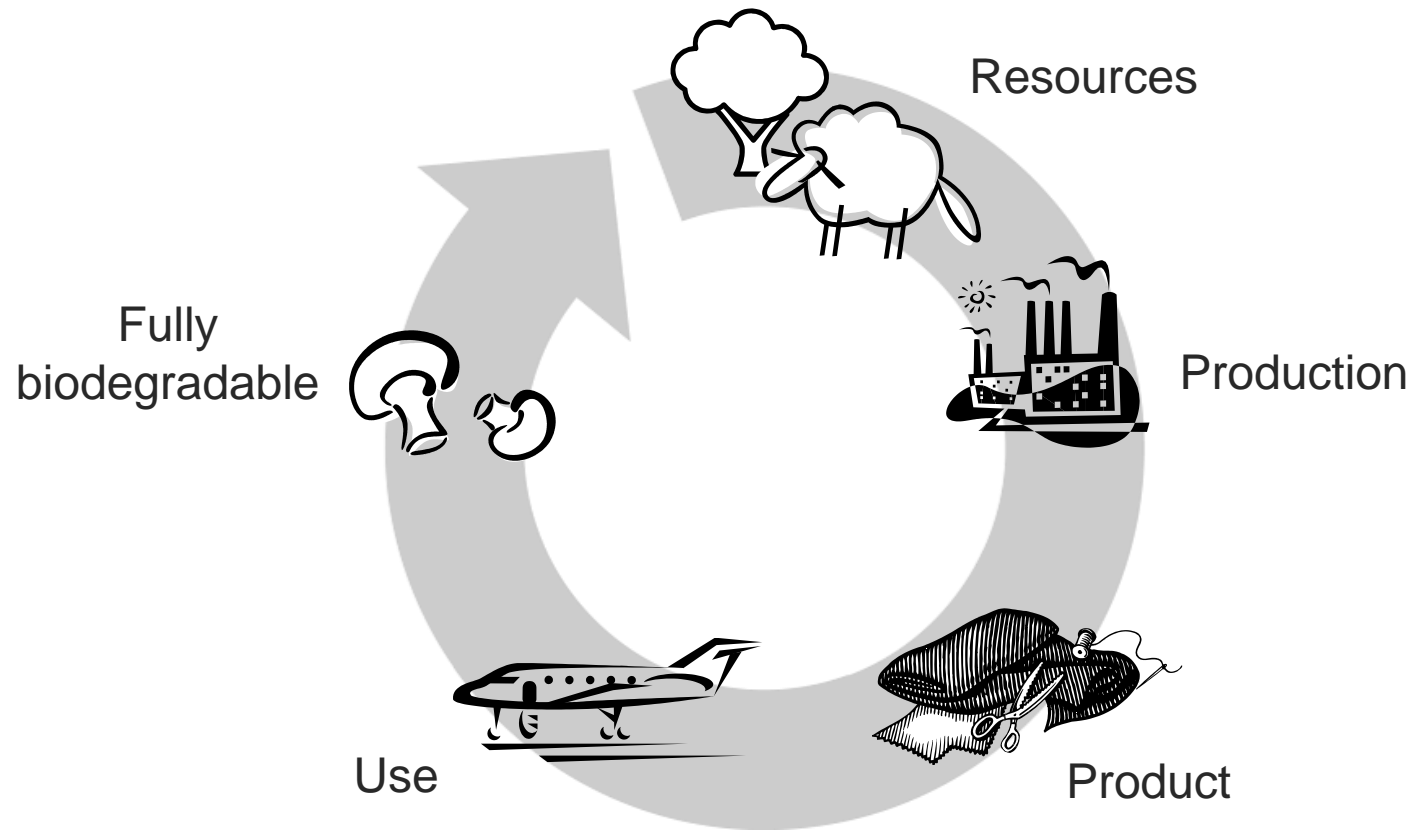 Resources
Production
Product
Use
Fully
biodegradable